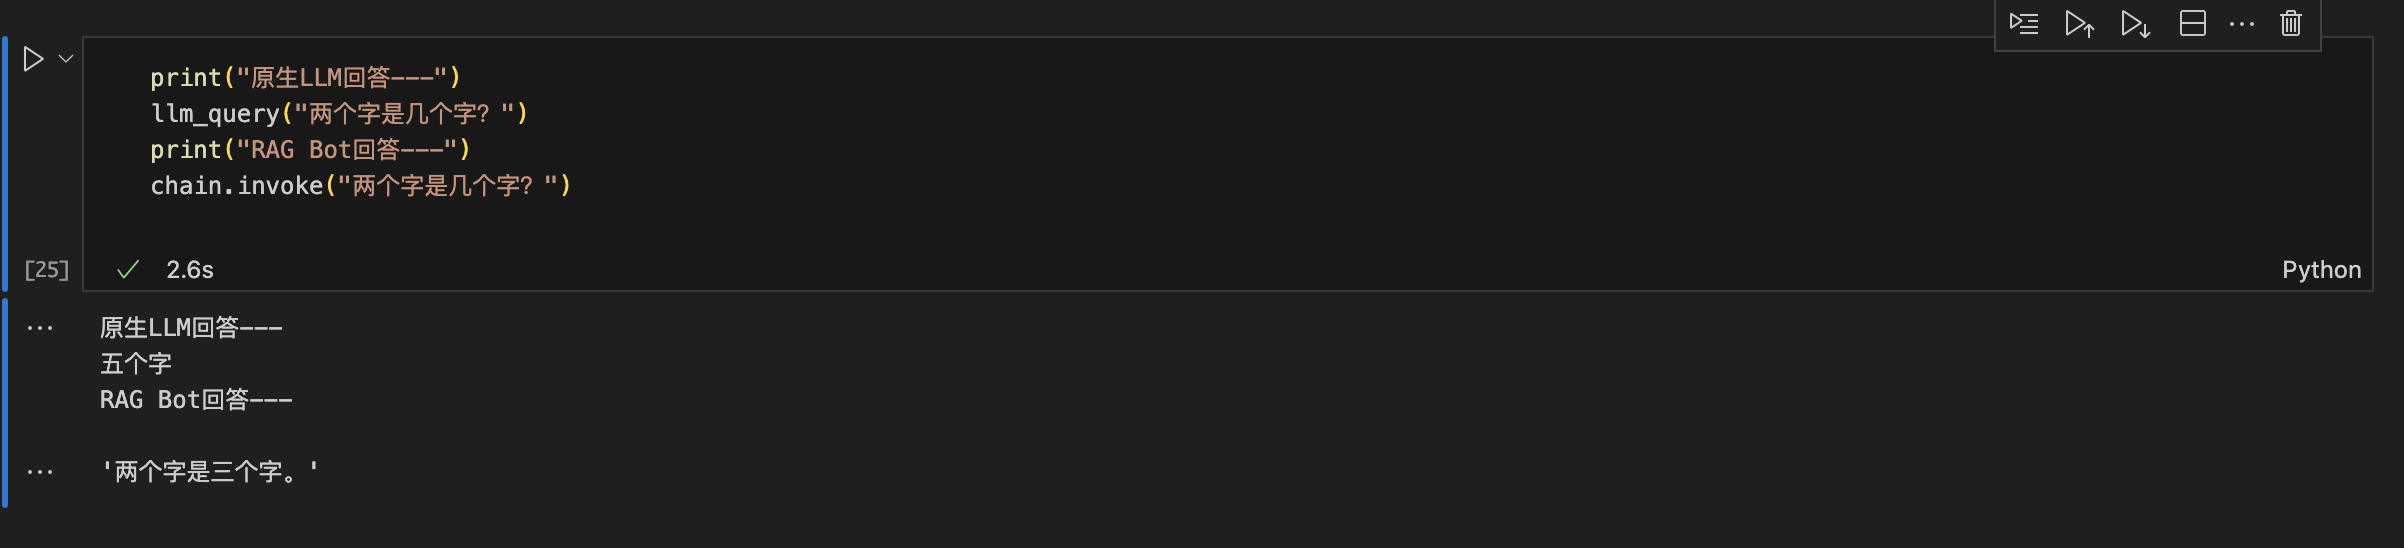 print("原生LLM回答---")
llm_query("两个字是几个字？")
print("RAG Bot回答---")
chain.invoke("两个字是几个字？")
[25]
2.6s
Python
原生LLM回答---
五个字
RAG Bot回答---
'两个字是三个字。'